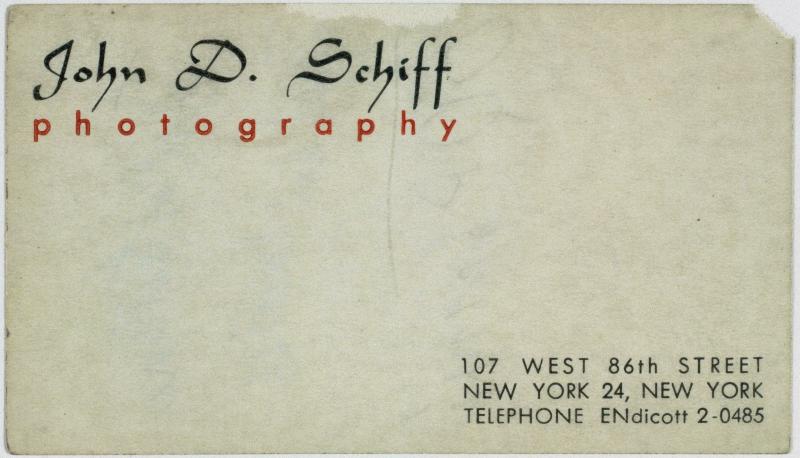 John D. Schiff
photography
107 WEST 86th STREET
NEW YORK 24, NEW YORK
TELEPHONE ENdicott 2-0485